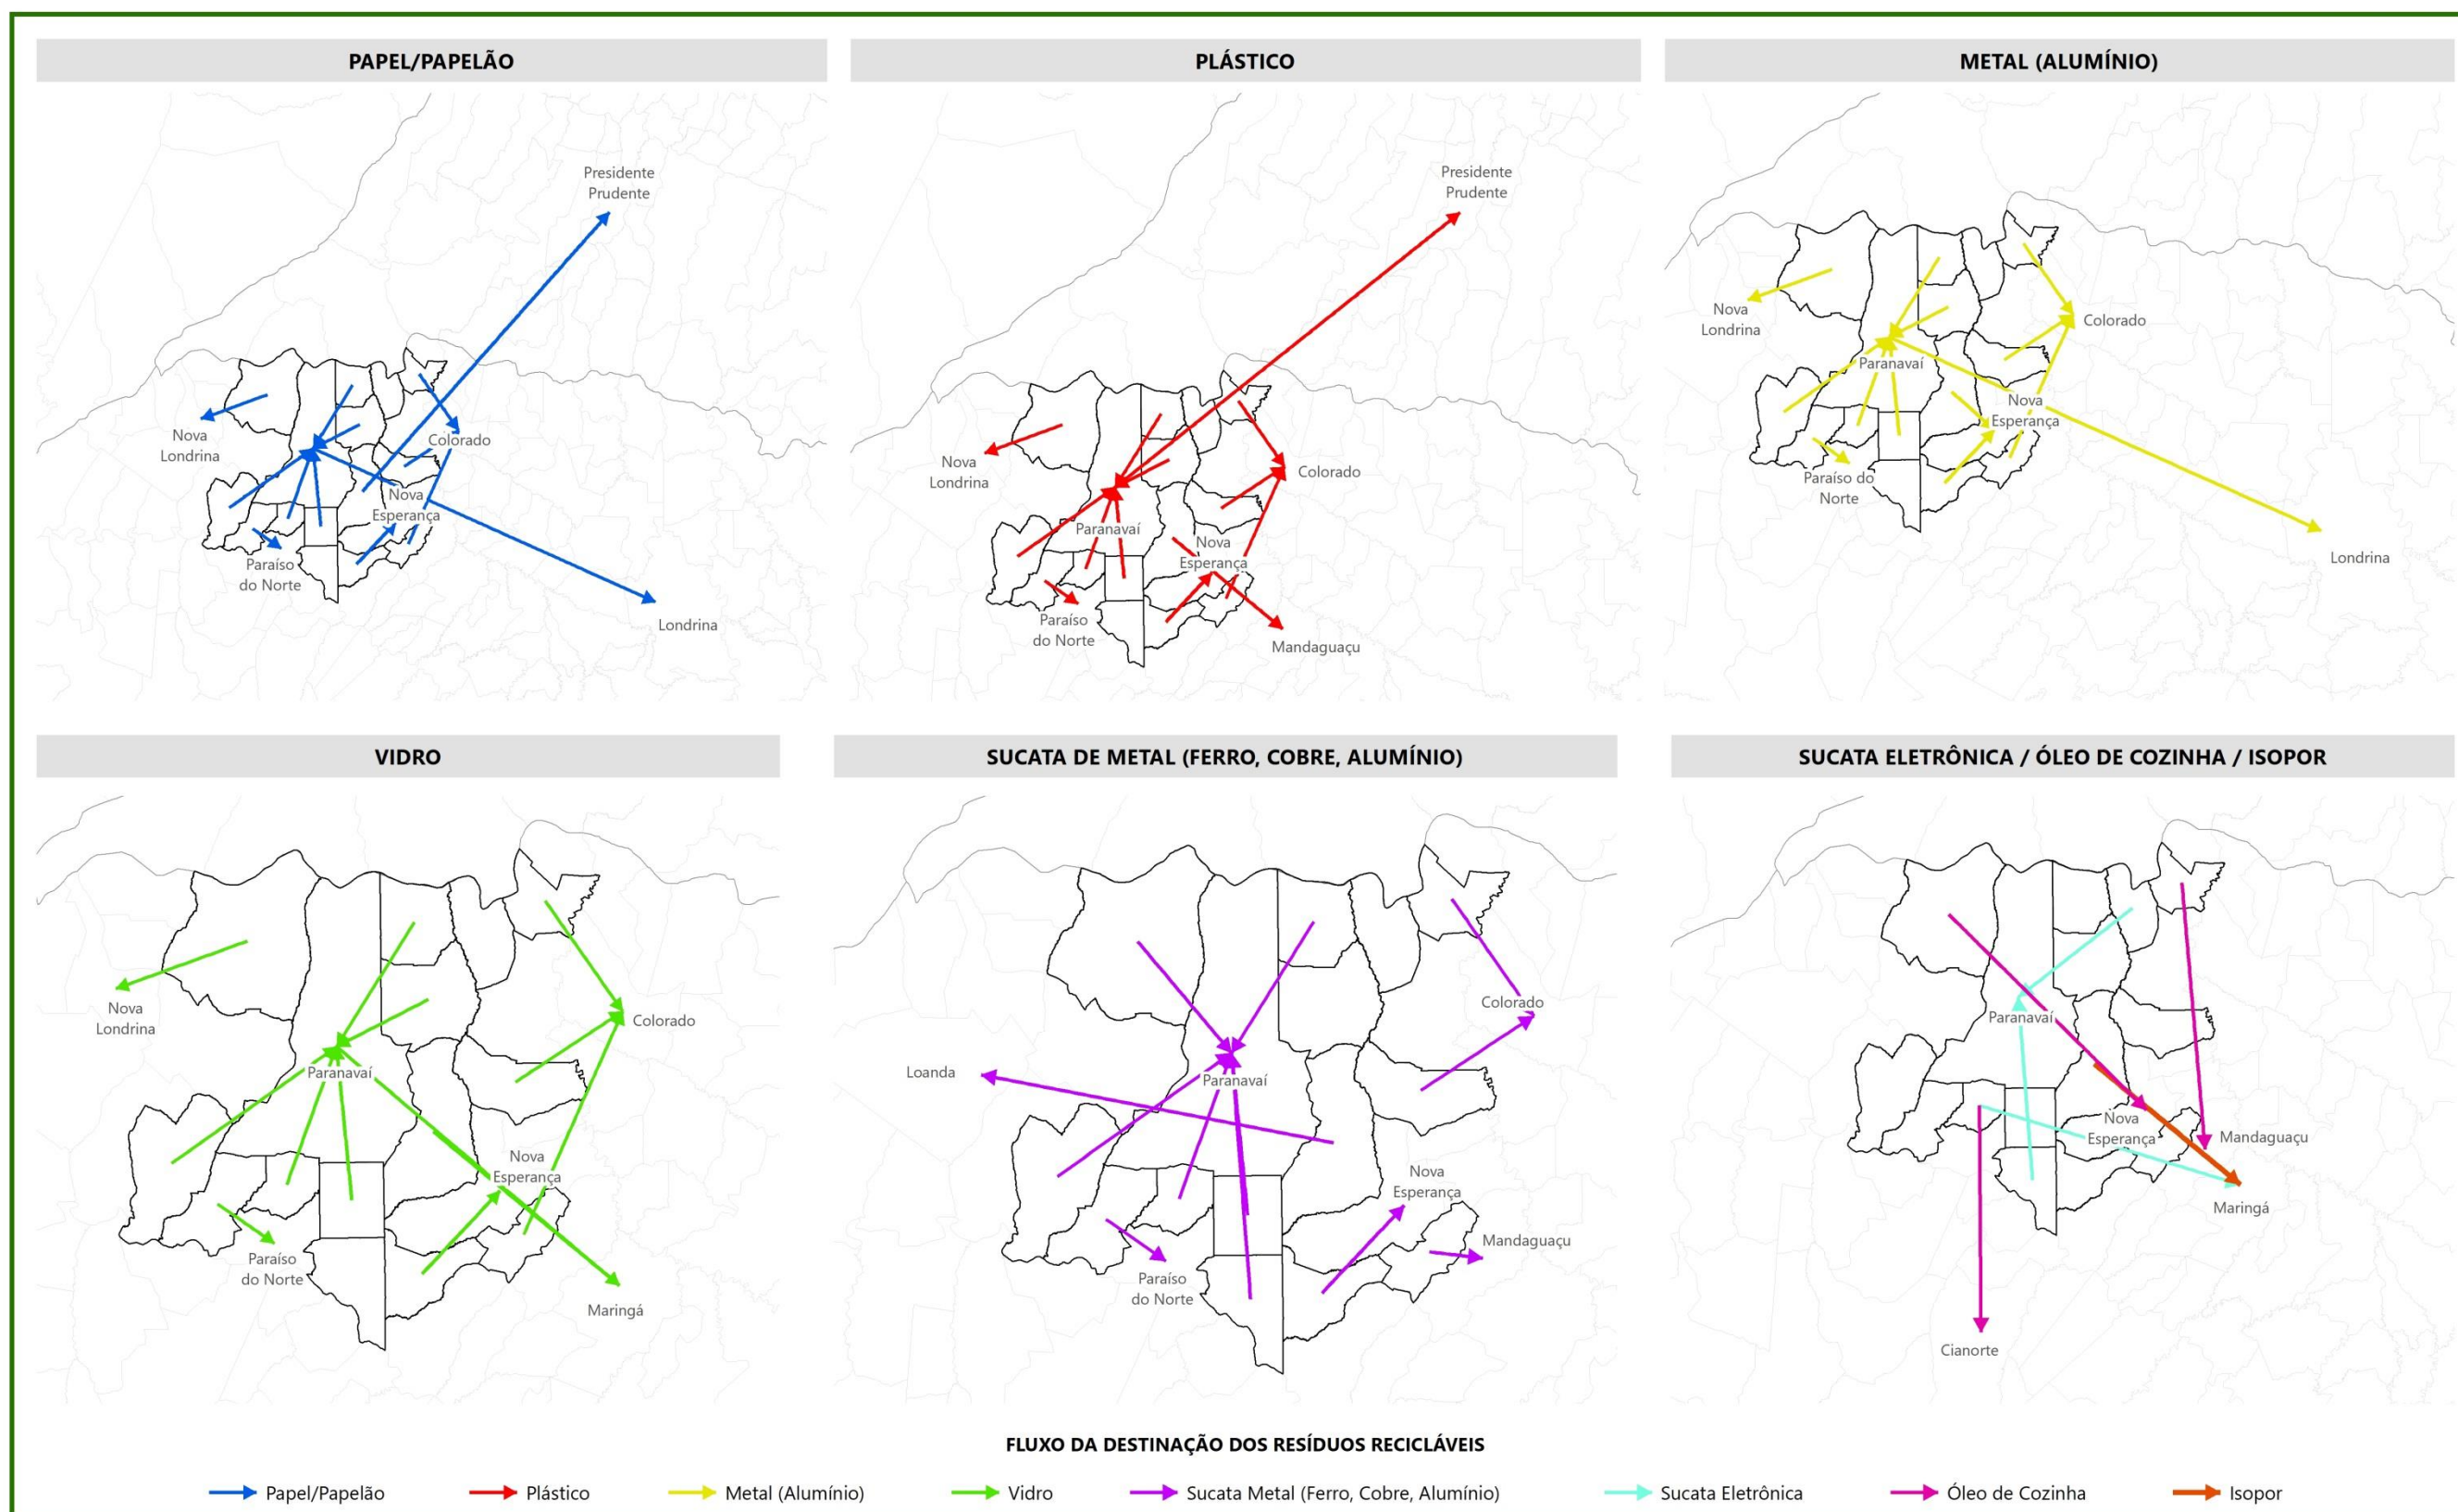 PAPEL/PAPELÃO
Presidente
Prudente
Nova
Londrina
Colorado
Nova
Esperança
Paraíso
do Norte
Londrina
PLÁSTICO
Presidente
Prudente
Nova
Londrina
Colorado
Paranavaí
Nova
Esperança
Paraíso
do Norte
Mandaguaçu
METAL (ALUMÍNIO)
Nova
Londrina
Colorado
Paranavaí
Nova
Esperança
Paraíso do
Norte
Londrina
VIDRO
Nova
Londrina
Colorado
Paranavaí
Nova
Esperança
Paraíso
do Norte
Maringá
SUCATA DE METAL (FERRO, COBRE, ALUMÍNIO)
Colorado
Loanda
Paranavaí
Nova
Esperança
Mandaguaçu
Paraíso
do Norte
SUCATA ELETRÔNICA / ÓLEO DE COZINHA / ISOPOR
Paranavaí
Nova
Esperança
Mandaguaçu
Maringá
Cianorte
FLUXO DA DESTINAÇÃO DOS RESÍDUOS RECICLÁVEIS
Papel/Papelão
Plástico
Metal (Alumínio)
Vidro
Sucata Metal (Ferro, Cobre, Alumínio)
Sucata Eletrônica
Óleo de Cozinha
Isopor